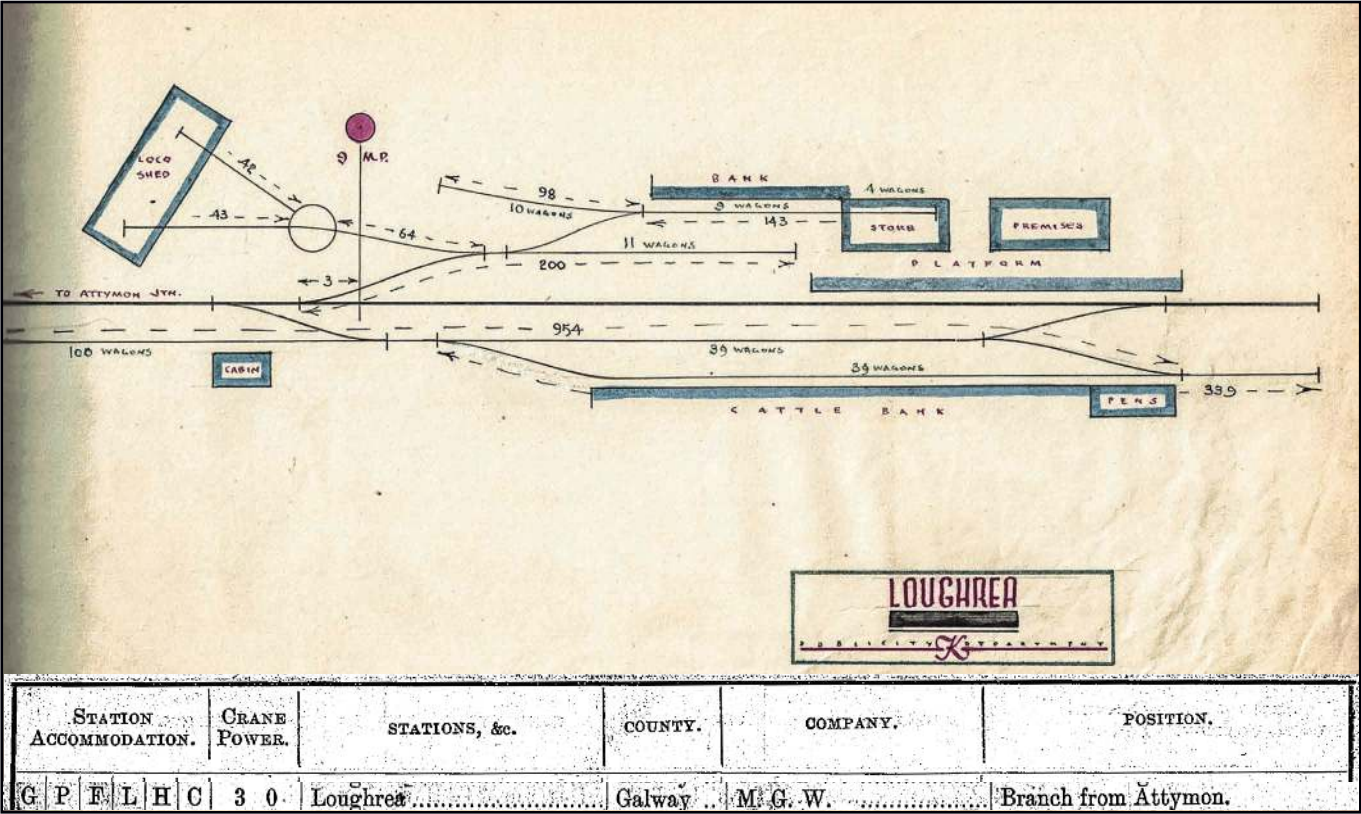 LOCO
SHED
42
43
9 M.P.
64
3
98
10 WAGONS
BANK
4 WAGONS
9 WAGONS
143
STORE
PREMISES
11 WAGONS
200
PLATFORM
TO ATTYMON JTN.
954
100 WAGONS
39 WAGONS
CABIN
39 WAGONS
339
CATTLE BANK
PENS
LOUGHREA
PUBLICITY K DEPARTMENT
STATION ACCOMMODATION.
CRANE POWER.
STATIONS, &c.
COUNTY.
COMPANY.
POSITION.
G P F L H C 3 0 Loughrea Galway .. M. G. W. Branch from Attymon.